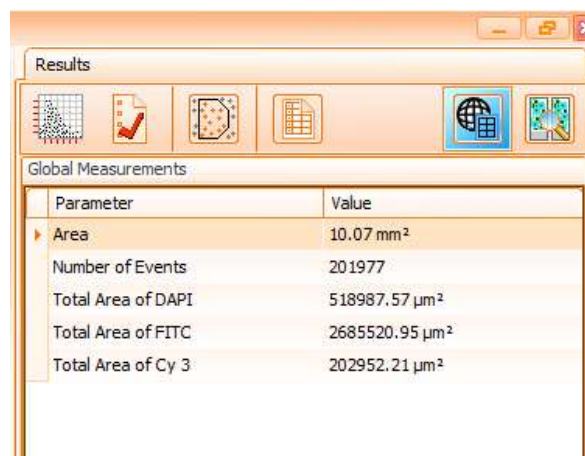 Results
Global Measurements
Parameter Value
Area 10.07 mm²
Number of Events 201977
Total Area of DAPI 518987.57 µm²
Total Area of FITC 2685520.95 µm²
Total Area of Cy 3 202952.21 µm²